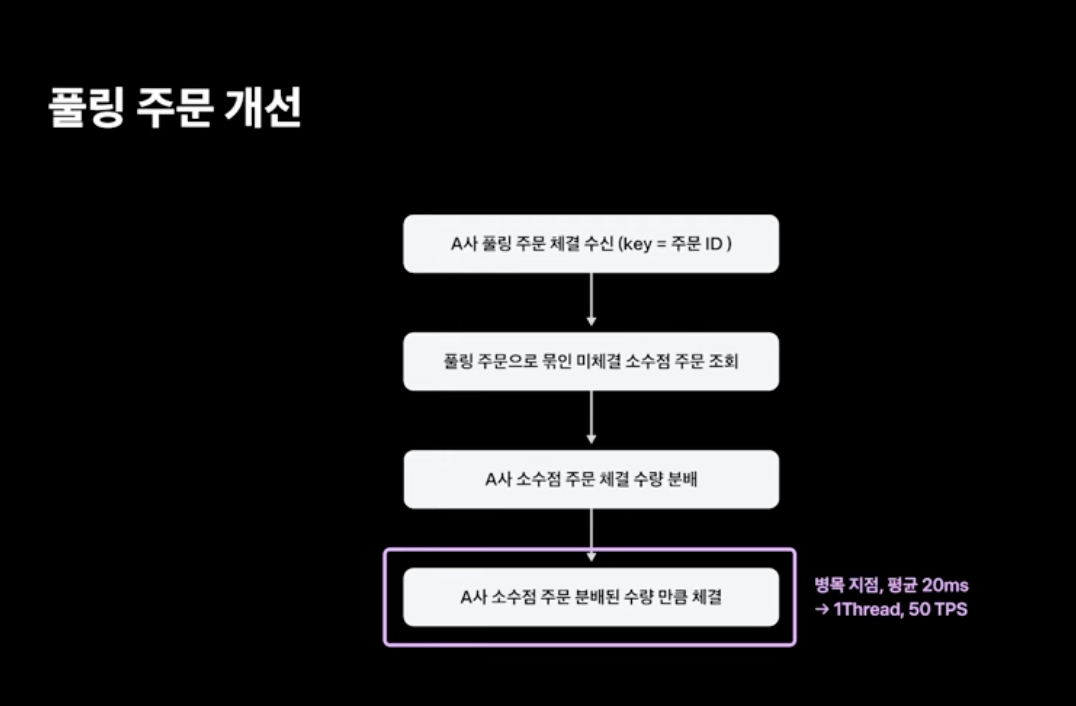 풀링 주문 개선
A사 풀링 주문 체결 수신 (key = 주문 ID )
풀링 주문으로 묶인 미체결 소수점 주문 조회
A사 소수점 주문 체결 수량 분배
A사 소수점 주문 분배된 수량 만큼 체결
병목 지점, 평균 20ms
→ 1Thread, 50 TPS